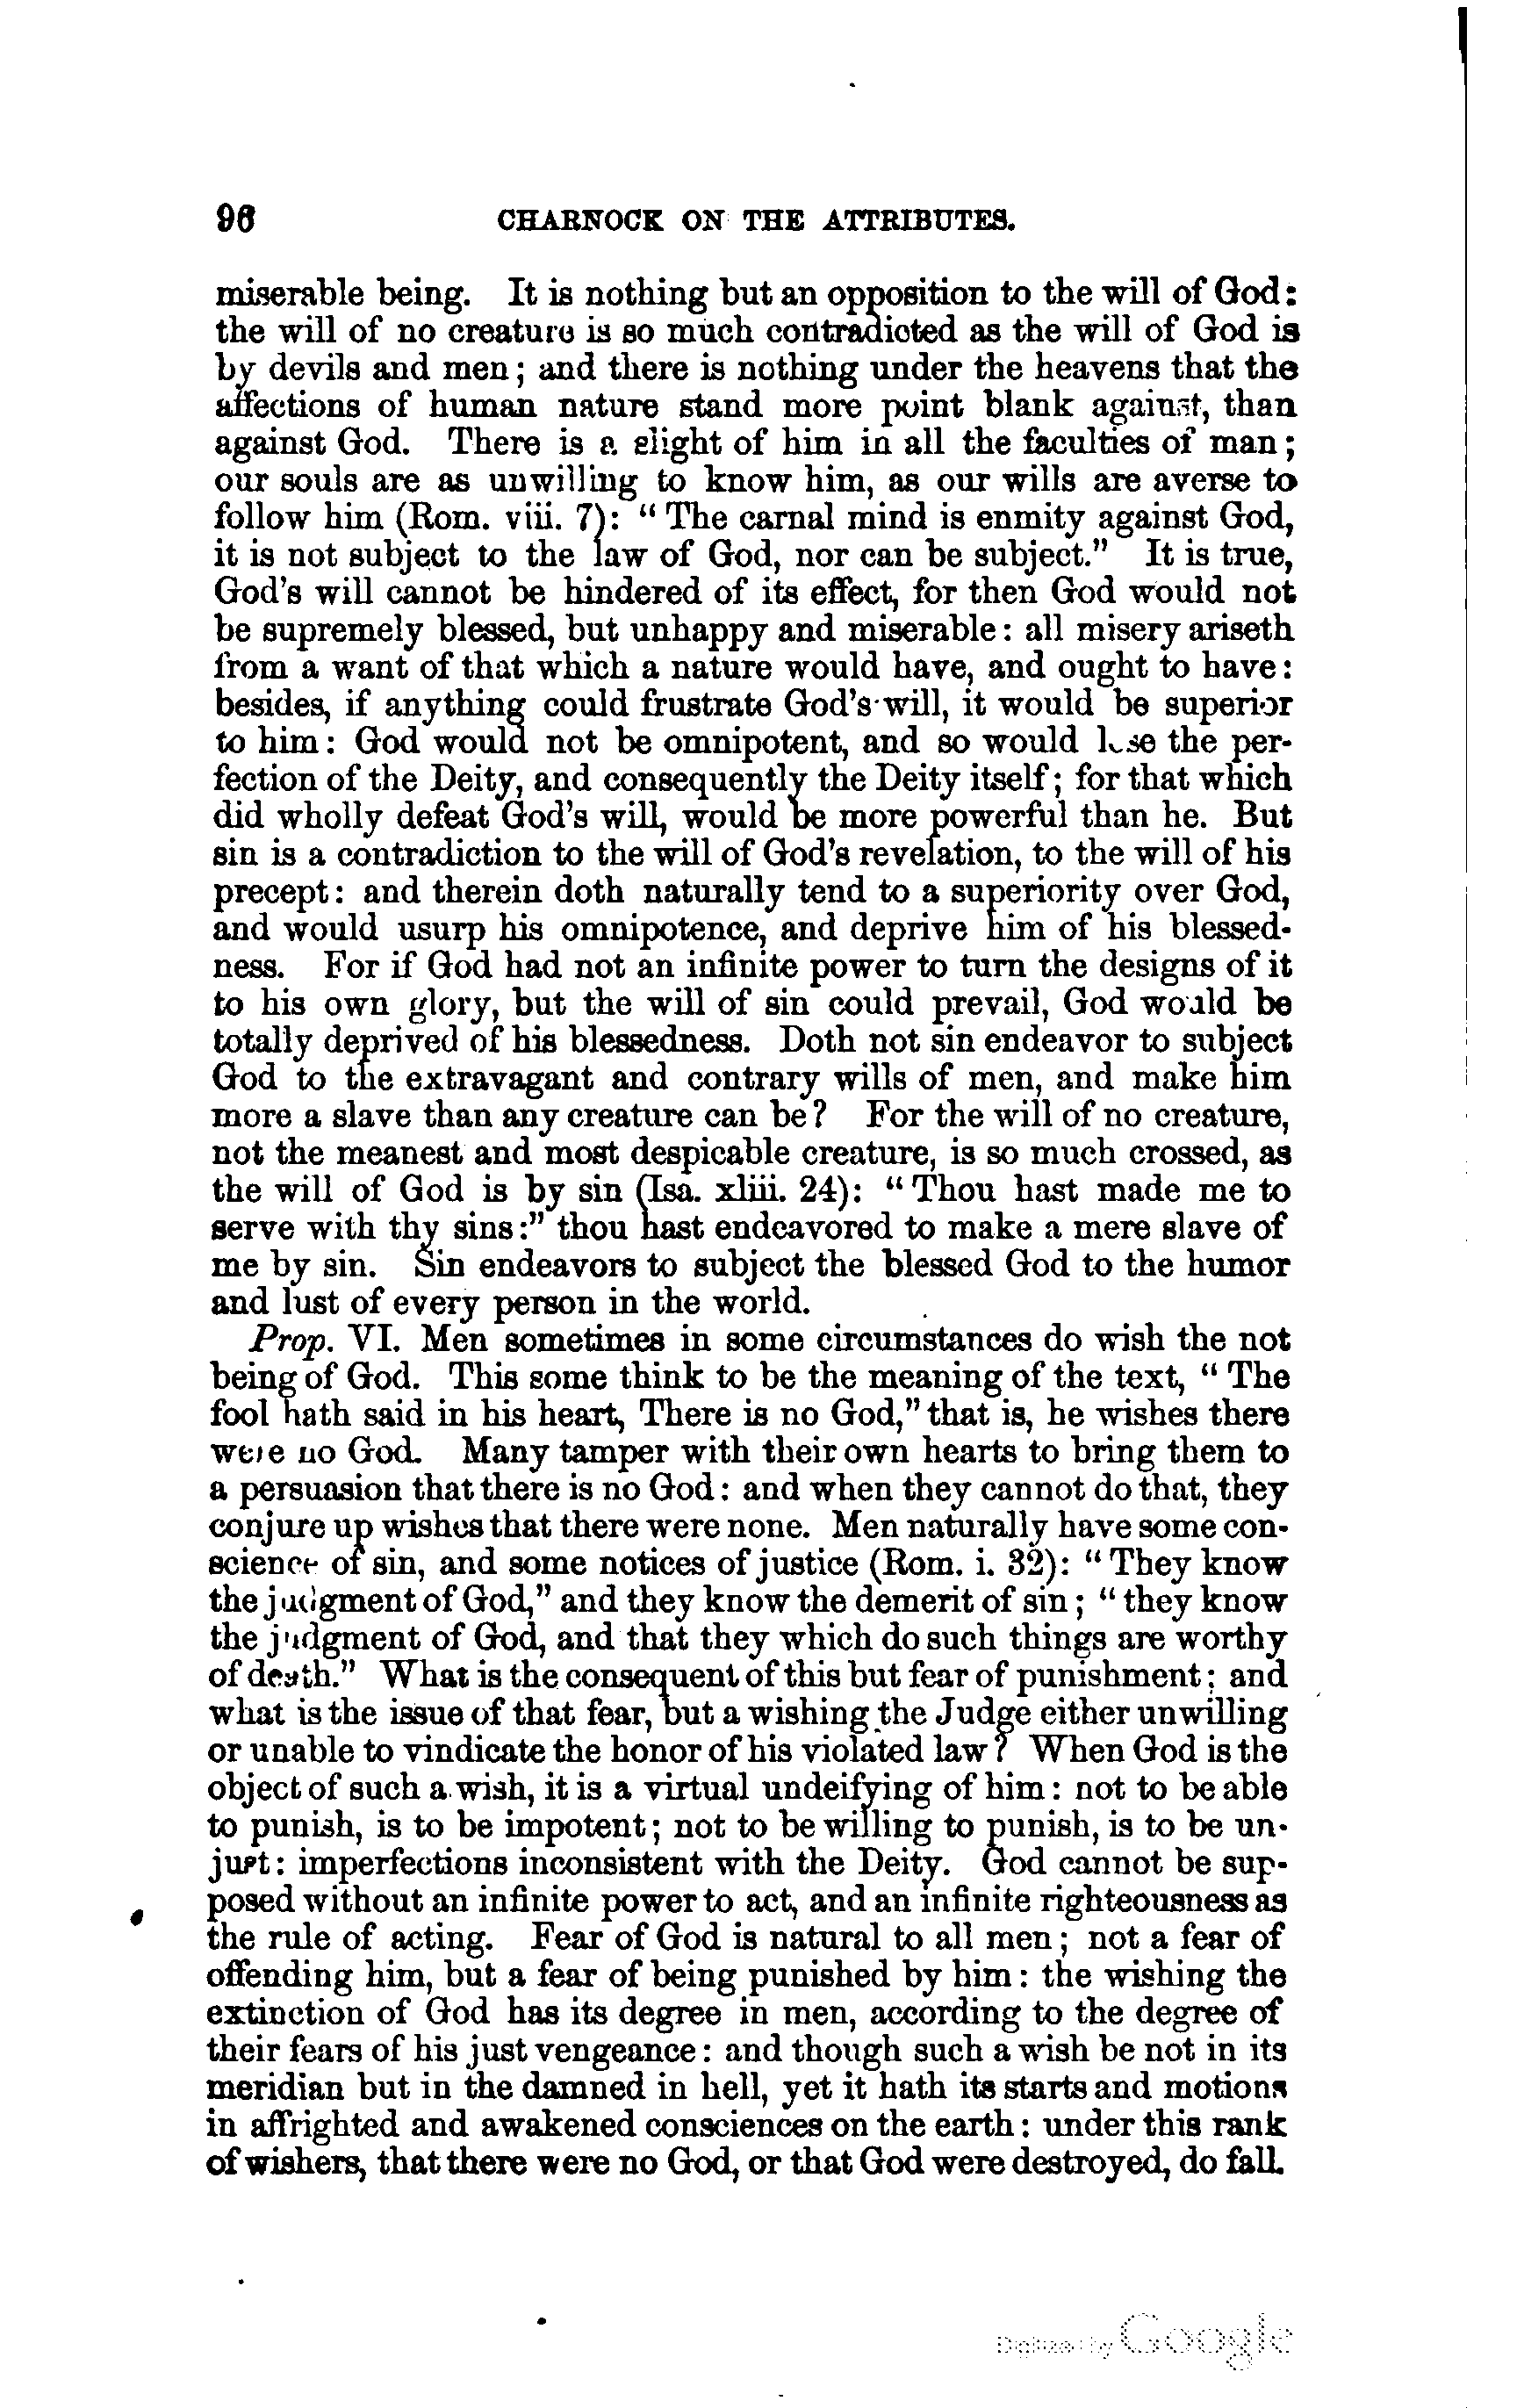 96 CHARNOCK ON THE ATTRIBUTES.
miserable being. It is nothing but an opposition to the will of God:
the will of no creature is so much contradicted as the will of God is
by devils and men; and there is nothing under the heavens that the
affections of human nature stand more point blank against, than
against God. There is a slight of him in all the faculties of man;
our souls are as unwilling to know him, as our wills are averse to
follow him (Rom. viii. 7): “ The carnal mind is enmity against God,
it is not subject to the law of God, nor can be subject.” It is true,
God's will cannot be hindered of its effect, for then God would not
be supremely blessed, but unhappy and miserable: all misery ariseth
from a want of that which a nature would have, and ought to have:
besides, if anything could frustrate God's will, it would be superior
to him: God would not be omnipotent, and so would lose the per-
fection of the Deity, and consequently the Deity itself; for that which
did wholly defeat God's will, would be more powerful than he. But
sin is a contradiction to the will of God's revelation, to the will of his
precept: and therein doth naturally tend to a superiority over God,
and would usurp his omnipotence, and deprive him of his blessed-
ness. For if God had not an infinite power to turn the designs of it
to his own glory, but the will of sin could prevail, God would be
totally deprived of his blessedness. Doth not sin endeavor to subject
God to the extravagant and contrary wills of men, and make him
more a slave than any creature can be? For the will of no creature,
not the meanest and most despicable creature, is so much crossed, as
the will of God is by sin (Isa. xliii. 24): “ Thou hast made me to
serve with thy sins:” thou hast endeavored to make a mere slave of
me by sin. Sin endeavors to subject the blessed God to the humor
and lust of every person in the world.
Prop. VI. Men sometimes in some circumstances do wish the not
being of God. This some think to be the meaning of the text, “ The
fool hath said in his heart, There is no God,” that is, he wishes there
were no God. Many tamper with their own hearts to bring them to
a persuasion that there is no God: and when they cannot do that, they
conjure up wishes that there were none. Men naturally have some con-
science of sin, and some notices of justice (Rom. i. 32): “ They know
the judgment of God,” and they know the demerit of sin; “ they know
the judgment of God, and that they which do such things are worthy
of death.” What is the consequent of this but fear of punishment; and
what is the issue of that fear, but a wishing the Judge either unwilling
or unable to vindicate the honor of his violated law? When God is the
object of such a wish, it is a virtual undeifying of him: not to be able
to punish, is to be impotent; not to be willing to punish, is to be un-
just: imperfections inconsistent with the Deity. God cannot be sup-
posed without an infinite power to act, and an infinite righteousness as
the rule of acting. Fear of God is natural to all men; not a fear of
offending him, but a fear of being punished by him: the wishing the
extinction of God has its degree in men, according to the degree of
their fears of his just vengeance: and though such a wish be not in its
meridian but in the damned in hell, yet it hath its starts and motions
in affrighted and awakened consciences on the earth: under this rank
of wishers, that there were no God, or that God were destroyed, do fall.
Digitized by Google